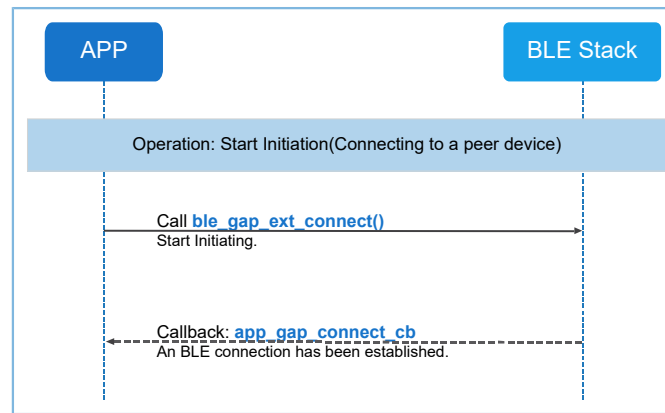 APP
BLE Stack
Operation: Start Initiation(Connecting to a peer device)
Call ble_gap_ext_connect()
Start Initiating.
Callback: app_gap_connect_cb
An BLE connection has been established.